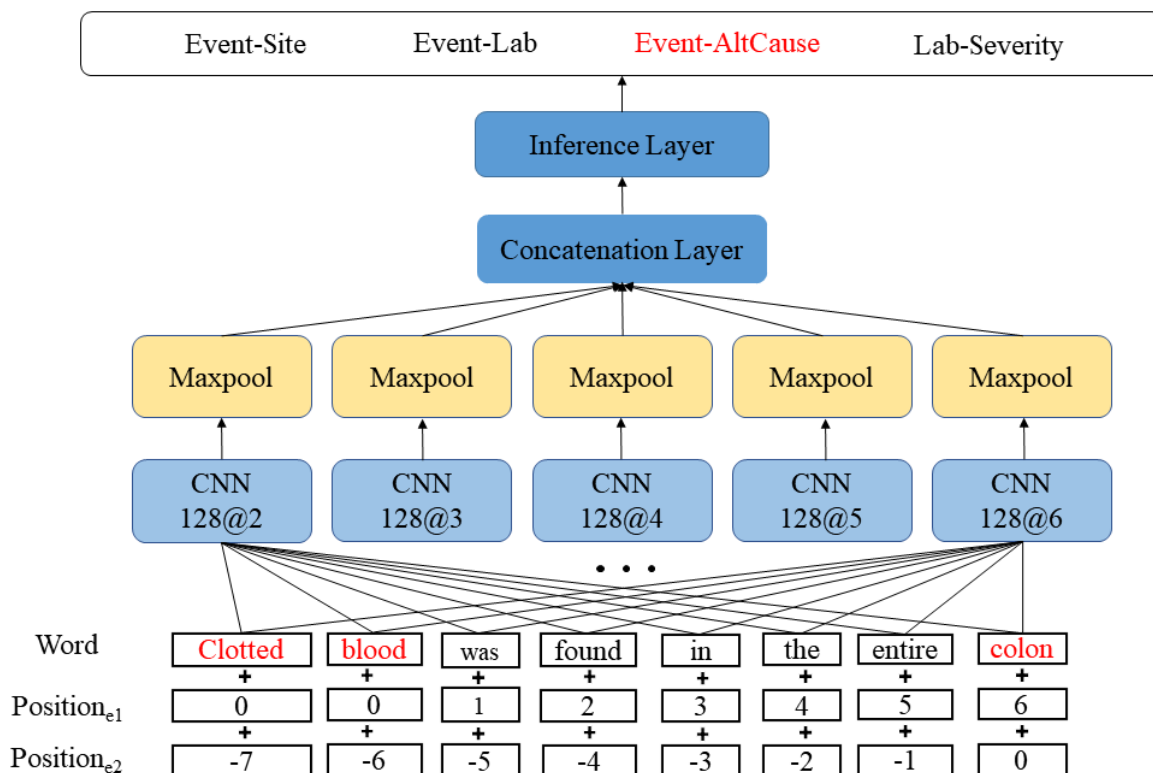 Event-Site Event-Lab Event-AltCause Lab-Severity
Inference Layer
Concatenation Layer
Maxpool Maxpool Maxpool Maxpool Maxpool
CNN CNN CNN CNN CNN
128@2 128@3 128@4 128@5 128@6
. . .
Word Clotted blood was found in the entire colon
+ + + + + + + +
Positione1 0 0 1 2 3 4 5 6
+ + + + + + + +
Positione2 -7 -6 -5 -4 -3 -2 -1 0